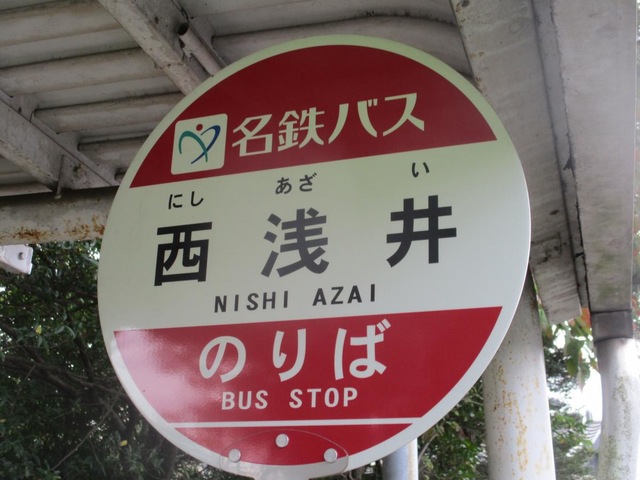 名鉄バス
にし あざ い
西浅井
NISHI AZAI
のりば
BUS STOP